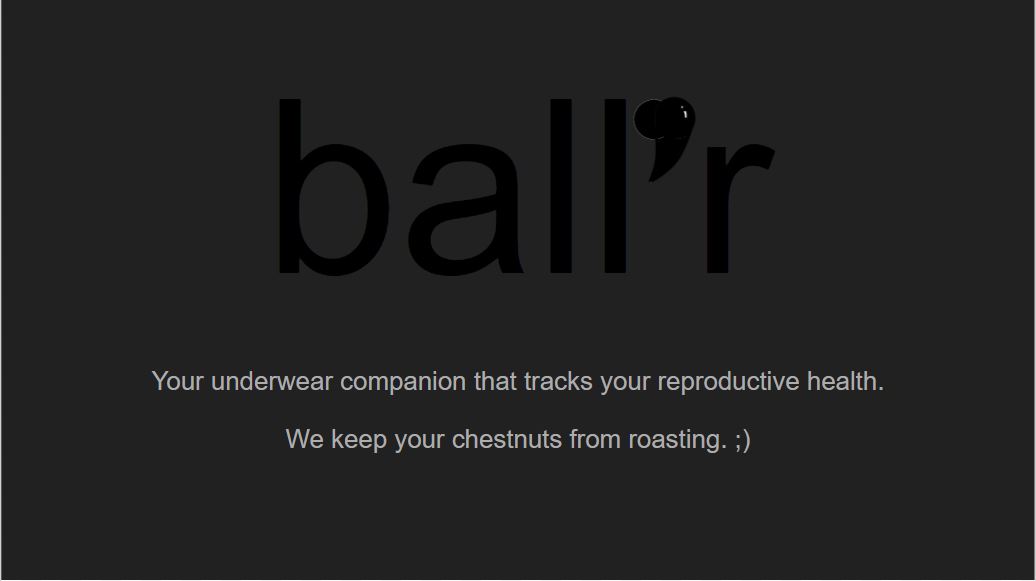 ball'r
Your underwear companion that tracks your reproductive health.
We keep your chestnuts from roasting. ;)